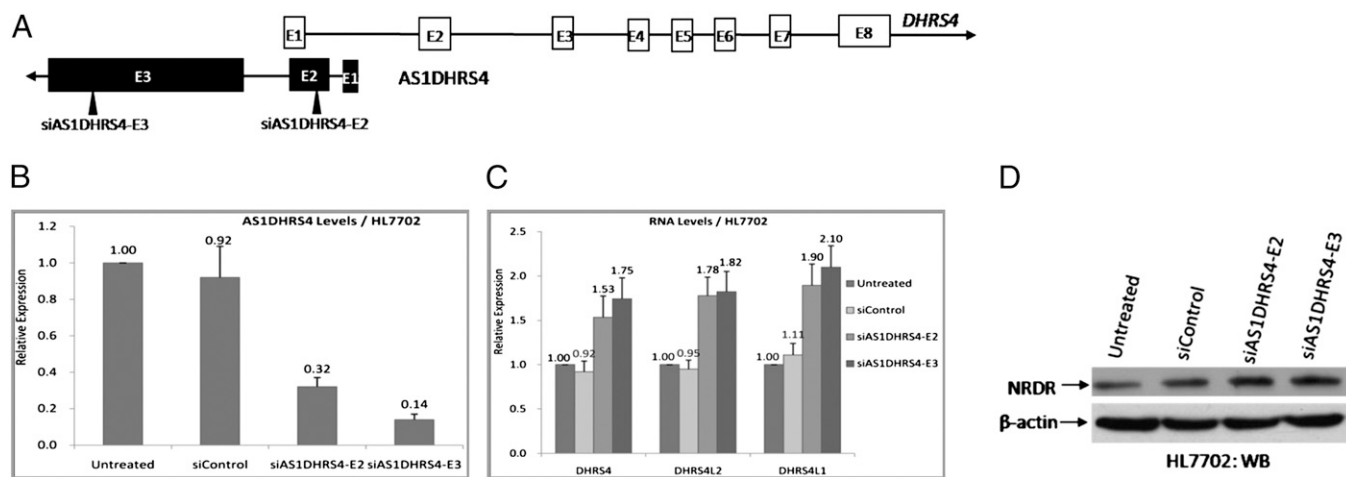 A
E1 E2 E3 E4 E5 E6 E7 E8 DHRS4
E3 E2 E1 AS1DHRS4
siAS1DHRS4-E3 siAS1DHRS4-E2
B
AS1DHRS4 Levels / HL7702
Relative Expression
1.2
1.0
0.8
0.6
0.4
0.2
0.0
1.00
0.92
0.32
0.14
Untreated siControl siAS1DHRS4-E2 siAS1DHRS4-E3
C
RNA Levels / HL7702
Relative Expression
2.5
2.0
1.5
1.0
0.5
0.0
1.00 0.92 1.53 1.75
1.00 0.95 1.78 1.82
1.00 1.11 1.90 2.10
DHRS4 DHRS4L2 DHRS4L1
Untreated
siControl
siAS1DHRS4-E2
siAS1DHRS4-E3
D
Untreated
siControl
siAS1DHRS4-E2
siAS1DHRS4-E3
NRDR
β-actin
HL7702: WB